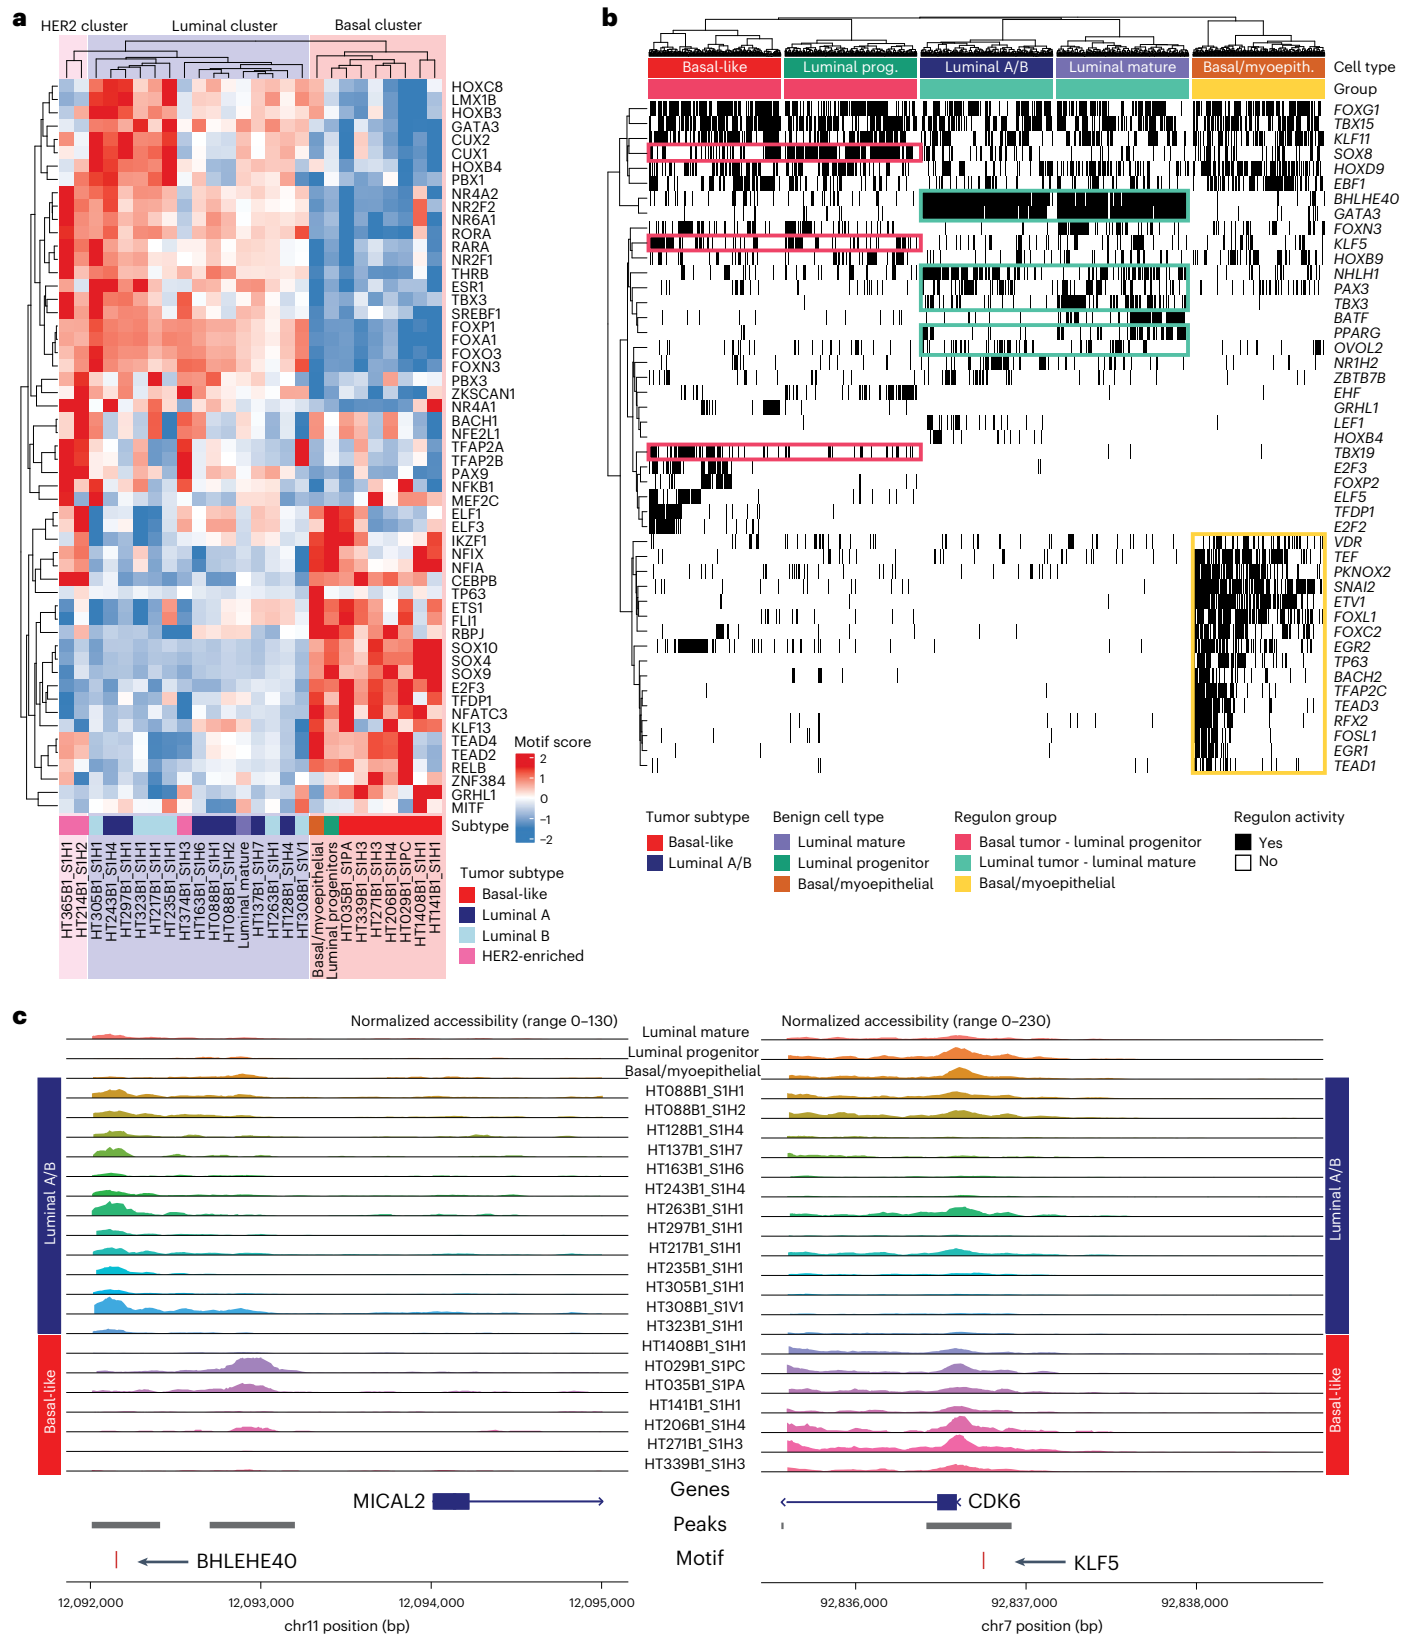 a
HER2 cluster
Luminal cluster
Basal cluster
HOXC8
LMX1B
HOXB3
GATA3
CUX2
CUX1
HOXB4
PBX1
NR4A2
NR2F2
NR6A1
RORA
RARA
NR2F1
THRB
ESR1
TBX3
SREBF1
FOXP1
FOXA1
FOXO3
FOXN3
PBX3
ZKSCAN1
NR4A1
BACH1
NFE2L1
TFAP2A
TFAP2B
PAX9
NFKB1
MEF2C
ELF1
ELF3
IKZF1
NFIX
NFIA
CEBPB
TP63
ETS1
FLI1
RBPJ
SOX10
SOX4
SOX9
E2F3
TFDP1
NFATC3
KLF13
TEAD4
TEAD2
RELB
ZNF384
GRHL1
MITF
Subtype
Motif score
2
1
0
−1
−2
HT365B1_S1H1
HT214B1_S1H2
HT305B1_S1H1
HT243B1_S1H4
HT297B1_S1H1
HT323B1_S1H1
HT217B1_S1H1
HT235B1_S1H1
HT374B1_S1H3
HT163B1_S1H6
HT088B1_S1H1
HT088B1_S1H2
Luminal mature
HT137B1_S1H7
HT263B1_S1H1
HT128B1_S1H4
HT308B1_S1V1
Basal/myoepithelial
Luminal progenitors
HT035B1_S1PA
HT339B1_S1H3
HT271B1_S1H3
HT206B1_S1H4
HT029B1_S1PC
HT1408B1_S1H1
HT141B1_S1H1
Tumor subtype
Basal-like
Luminal A
Luminal B
HER2-enriched
b
Basal-like
Luminal prog.
Luminal A/B
Luminal mature
Basal/myoepith.
Cell type
Group
FOXG1
TBX15
KLF11
SOX8
HOXD9
EBF1
BHLHE40
GATA3
FOXN3
KLF5
HOXB9
NHLH1
PAX3
TBX3
BATF
PPARG
OVOL2
NR1H2
ZBTB7B
EHF
GRHL1
LEF1
HOXB4
TBX19
E2F3
FOXP2
ELF5
TFDP1
E2F2
VDR
TEF
PKNOX2
SNAI2
ETV1
FOXL1
FOXC2
EGR2
TP63
BACH2
TFAP2C
TEAD3
RFX2
FOSL1
EGR1
TEAD1
Tumor subtype
Basal-like
Luminal A/B
Benign cell type
Luminal mature
Luminal progenitor
Basal/myoepithelial
Regulon group
Basal tumor - luminal progenitor
Luminal tumor - luminal mature
Basal/myoepithelial
Regulon activity
Yes
No
c
Normalized accessibility (range 0–130)
Normalized accessibility (range 0–230)
Luminal mature
Luminal progenitor
Basal/myoepithelial
HT088B1_S1H1
HT088B1_S1H2
HT128B1_S1H4
HT137B1_S1H7
HT163B1_S1H6
HT243B1_S1H4
HT263B1_S1H1
HT297B1_S1H1
HT217B1_S1H1
HT235B1_S1H1
HT305B1_S1H1
HT308B1_S1V1
HT323B1_S1H1
HT1408B1_S1H1
HT029B1_S1PC
HT035B1_S1PA
HT141B1_S1H1
HT206B1_S1H4
HT271B1_S1H3
HT339B1_S1H3
Luminal A/B
Basal-like
Luminal A/B
Basal-like
Genes
Peaks
Motif
MICAL2
BHLEHE40
12,092,000
12,093,000
12,094,000
12,095,000
chr11 position (bp)
CDK6
KLF5
92,836,000
92,837,000
92,838,000
chr7 position (bp)